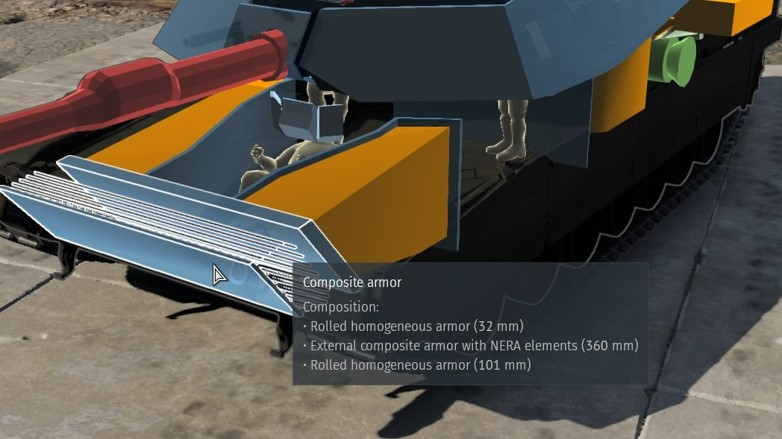 Composite armor
Composition:
· Rolled homogeneous armor (32 mm)
· External composite armor with NERA elements (360 mm)
· Rolled homogeneous armor (101 mm)